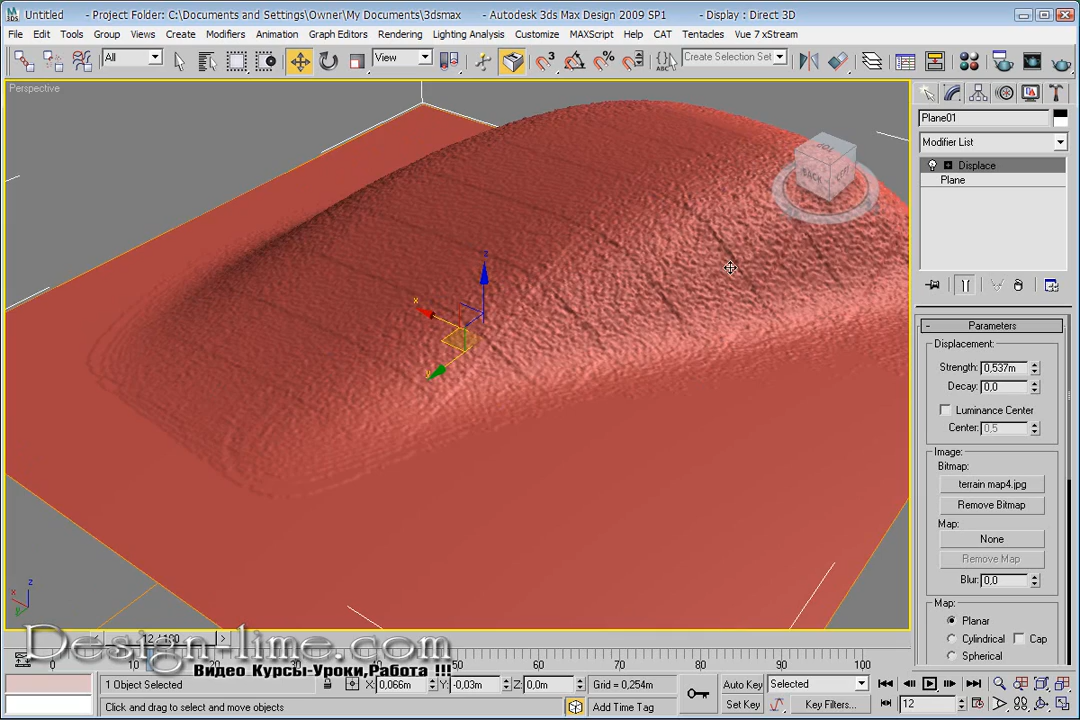 Untitled - Project Folder: C:\Documents and Settings\Owner\My Documents\3dsmax - Autodesk 3ds Max Design 2009 SP1 - Display : Direct 3D
File Edit Tools Group Views Create Modifiers Animation Graph Editors Rendering Lighting Analysis Customize MAXScript Help CAT Tentacles Vue 7 xStream
All View Create Selection Set
Perspective
TOP
BACK
LEFT
Plane01
Modifier List
Displace
Plane
Parameters
Displacement:
Strength: 0,537m
Decay: 0,0
Luminance Center
Center: 0,5
Image:
Bitmap:
terrain map4.jpg
Remove Bitmap
Map:
None
Remove Map
Blur: 0,0
Map:
Planar
Cylindrical Cap
Spherical
x
y
z
x
y
z
12 / 100
Design-lime.com
Видео Курсы-Уроки,Работа !!!
0 10 20 30 40 50 60 70 80 90 100
1 Object Selected X: 0,066m Y: -0,03m Z: 0,0m Grid = 0,254m Auto Key Selected
Click and drag to select and move objects Add Time Tag Set Key Key Filters... 12